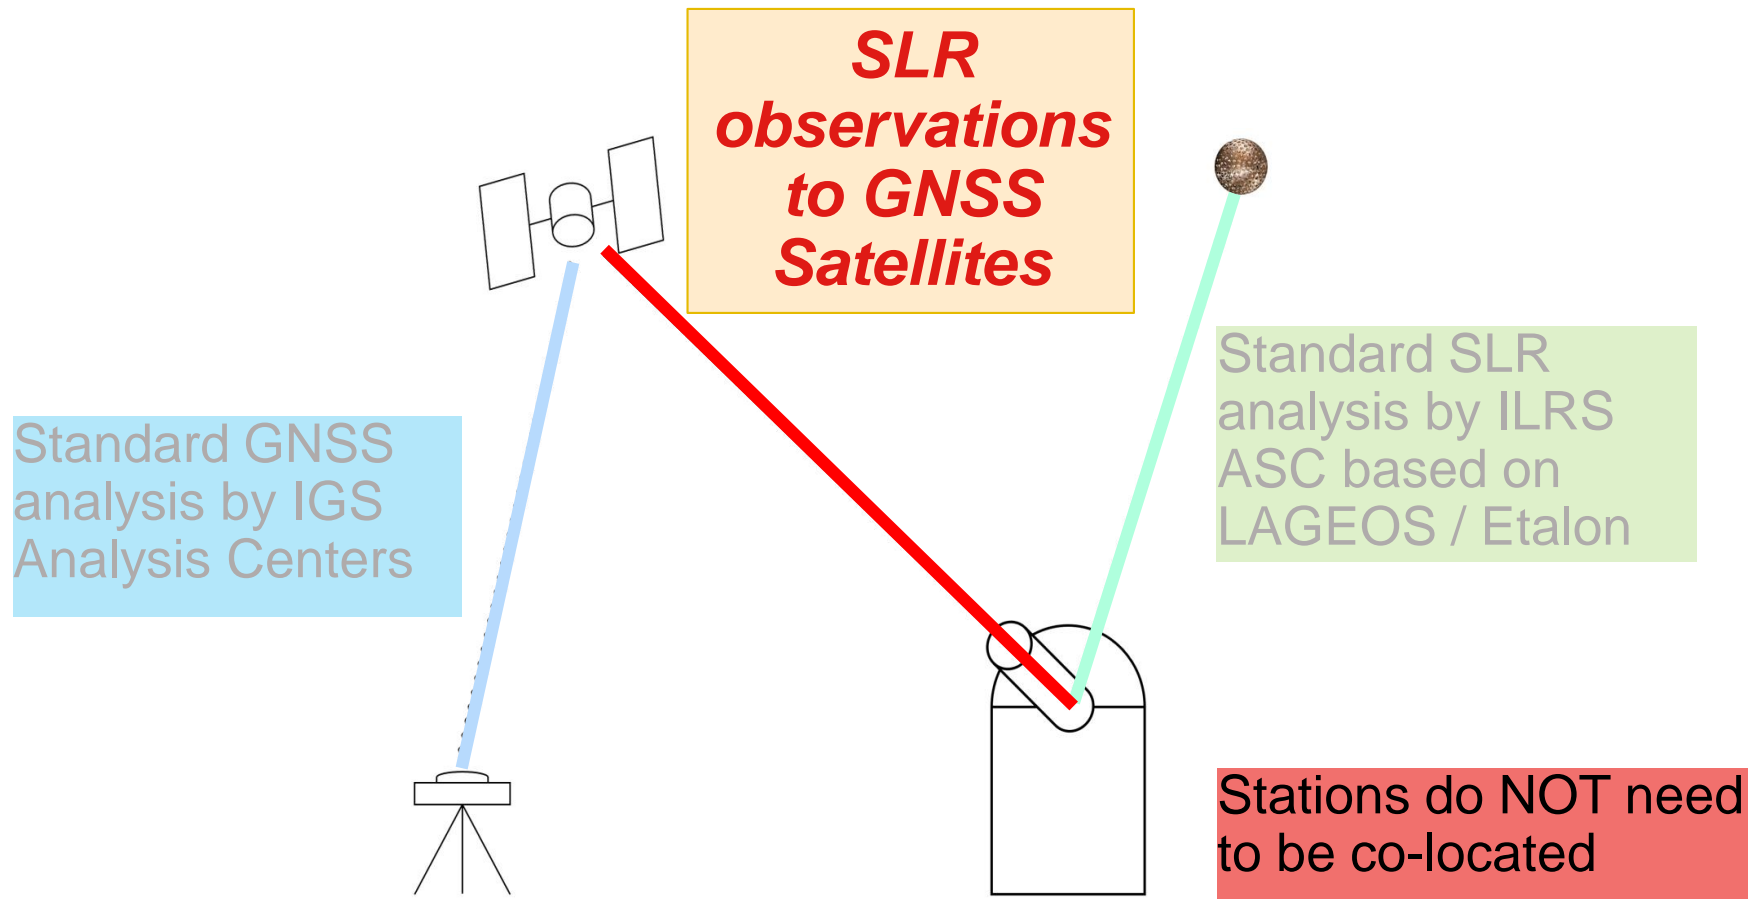 SLR
observations
to GNSS
Satellites
Standard GNSS
analysis by IGS
Analysis Centers
Standard SLR
analysis by ILRS
ASC based on
LAGEOS / Etalon
Stations do NOT need
to be co-located